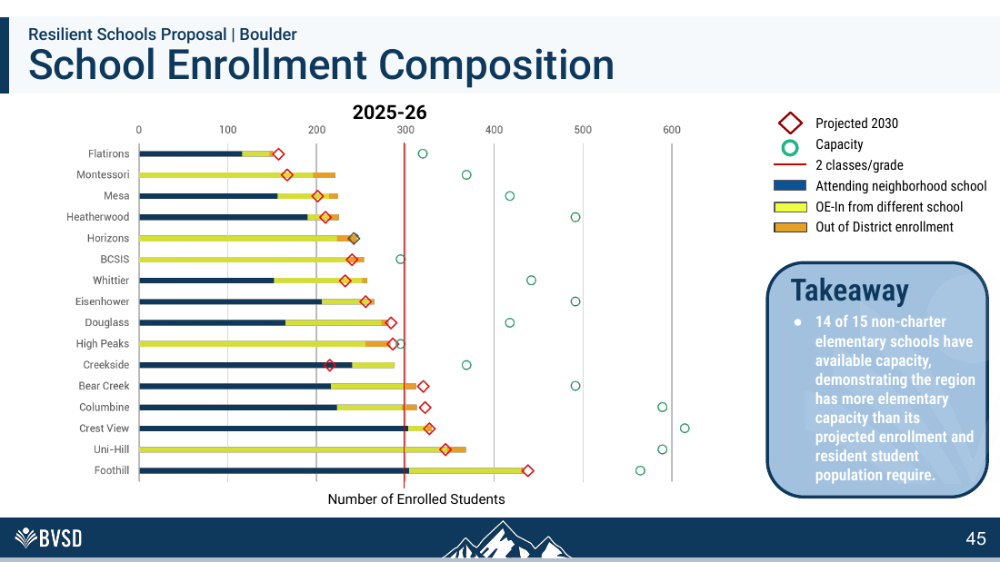 Resilient Schools Proposal | Boulder
School Enrollment Composition
2025-26
0 100 200 300 400 500 600
Flatirons
Montessori
Mesa
Heatherwood
Horizons
BCSIS
Whittier
Eisenhower
Douglass
High Peaks
Creekside
Bear Creek
Columbine
Crest View
Uni-Hill
Foothill
Number of Enrolled Students
Projected 2030
Capacity
2 classes/grade
Attending neighborhood school
OE-In from different school
Out of District enrollment
Takeaway
● 14 of 15 non-charter
elementary schools have
available capacity,
demonstrating the region
has more elementary
capacity than its
projected enrollment and
resident student
population require.
BVSD
45